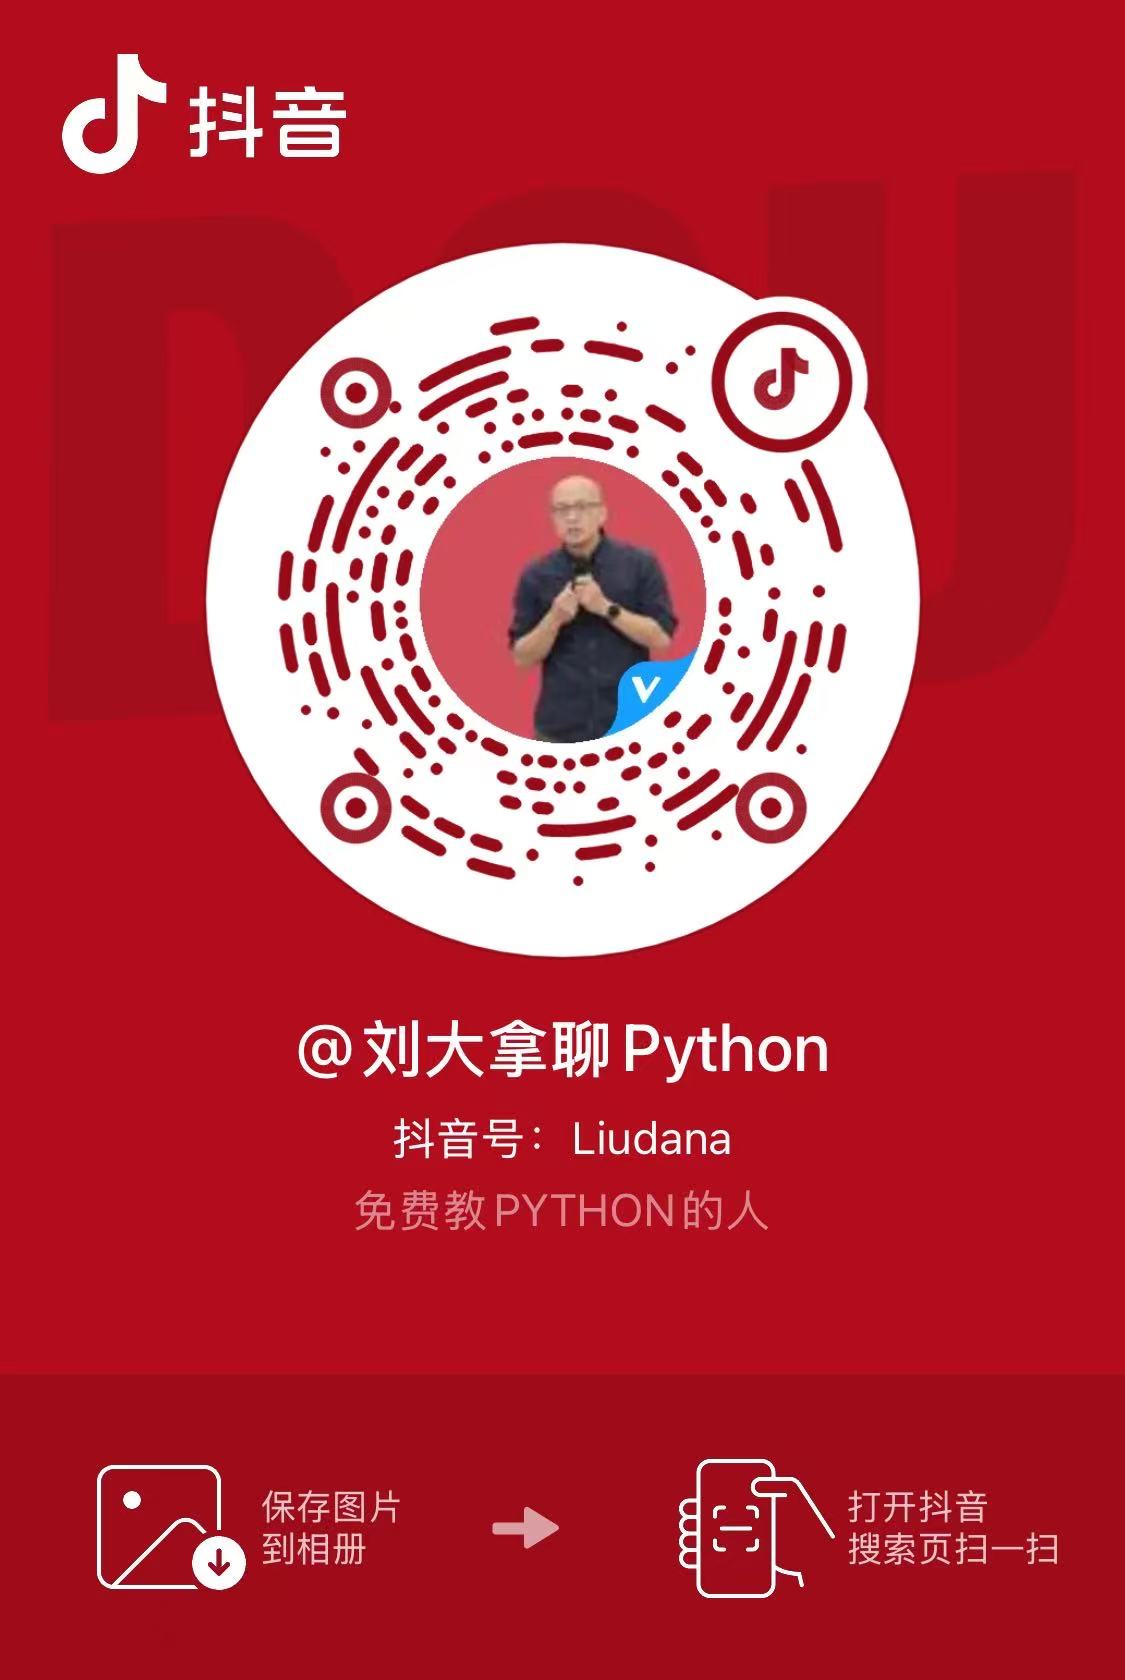 抖音
DOU
@刘大拿聊Python
抖音号：Liudana
免费教PYTHON的人
保存图片
到相册
打开抖音
搜索页扫一扫